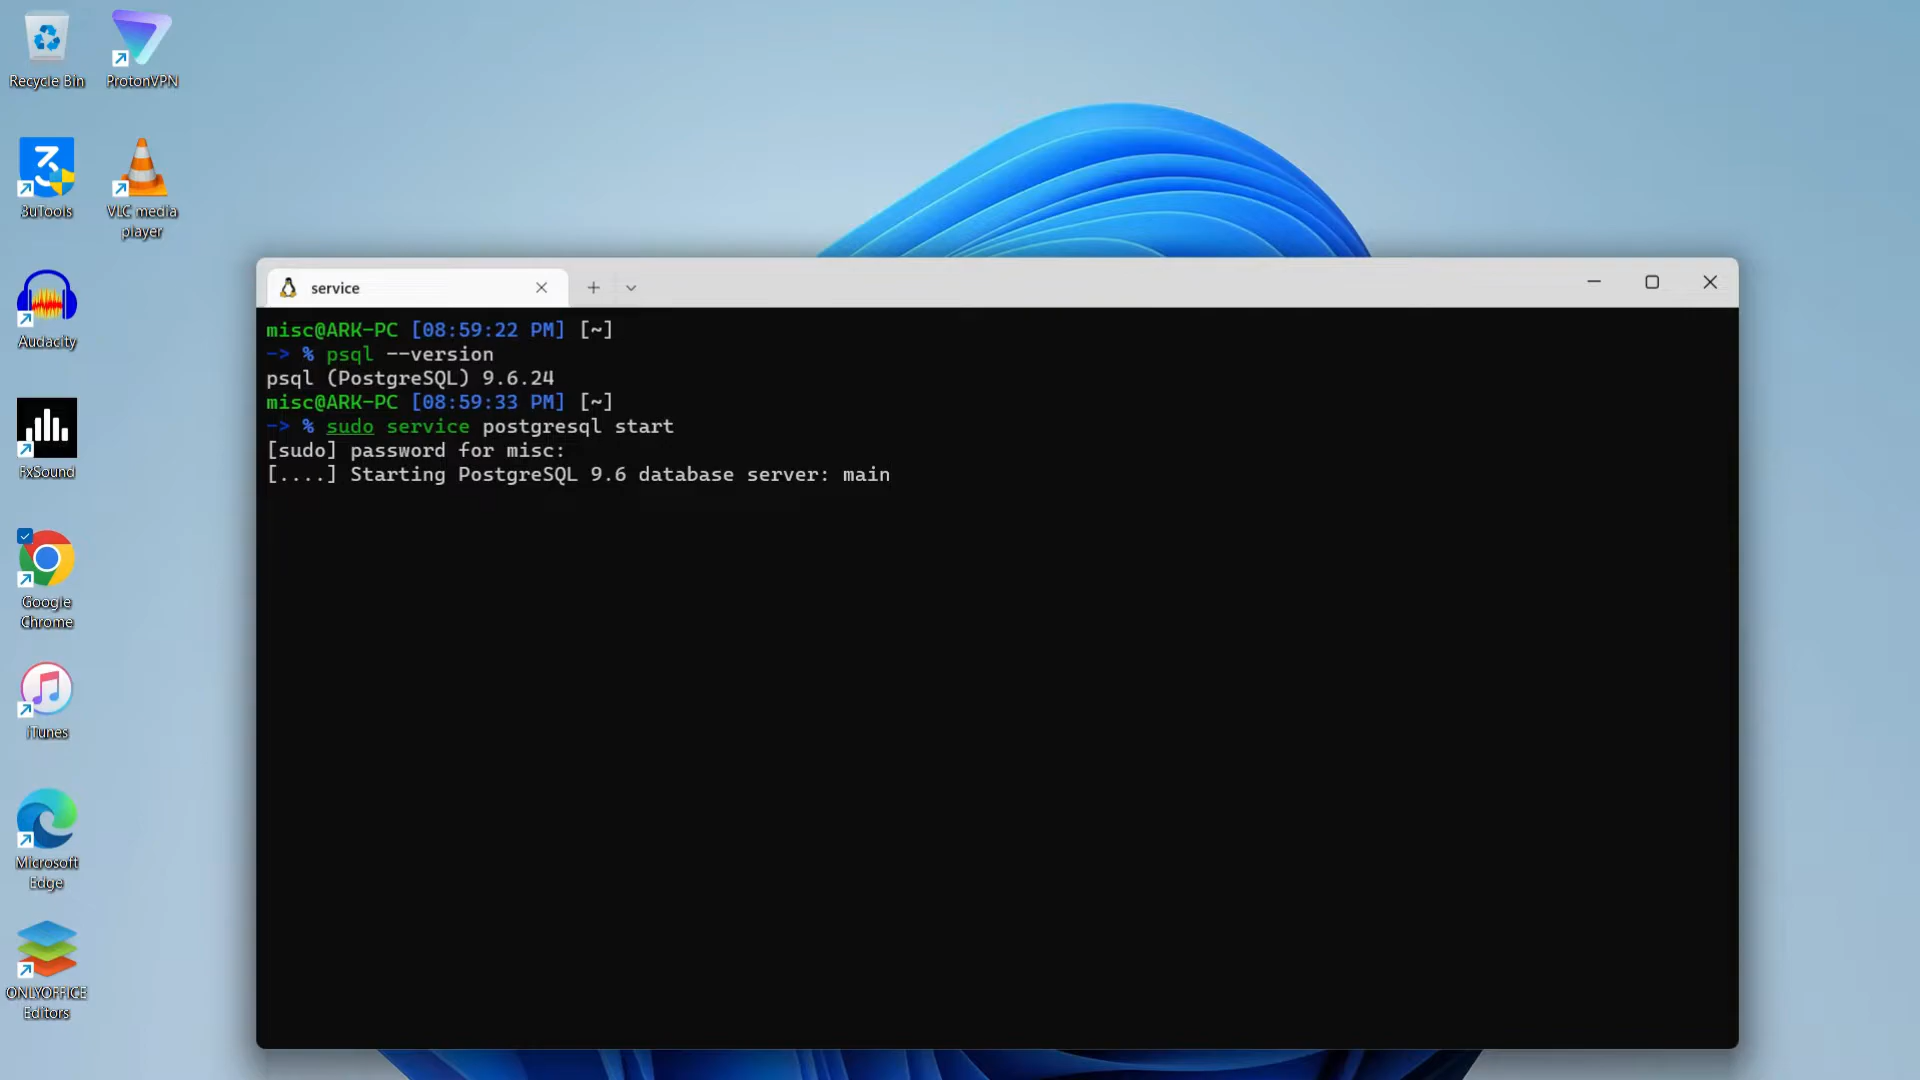 Recycle Bin
ProtonVPN
3uTools
VLC media
player
Audacity
FxSound
Google
Chrome
iTunes
Microsoft
Edge
ONLYOFFICE
Editors
service
misc@ARK-PC [08:59:22 PM] [~]
-> % psql --version
psql (PostgreSQL) 9.6.24
misc@ARK-PC [08:59:33 PM] [~]
-> % sudo service postgresql start
[sudo] password for misc:
[....] Starting PostgreSQL 9.6 database server: main